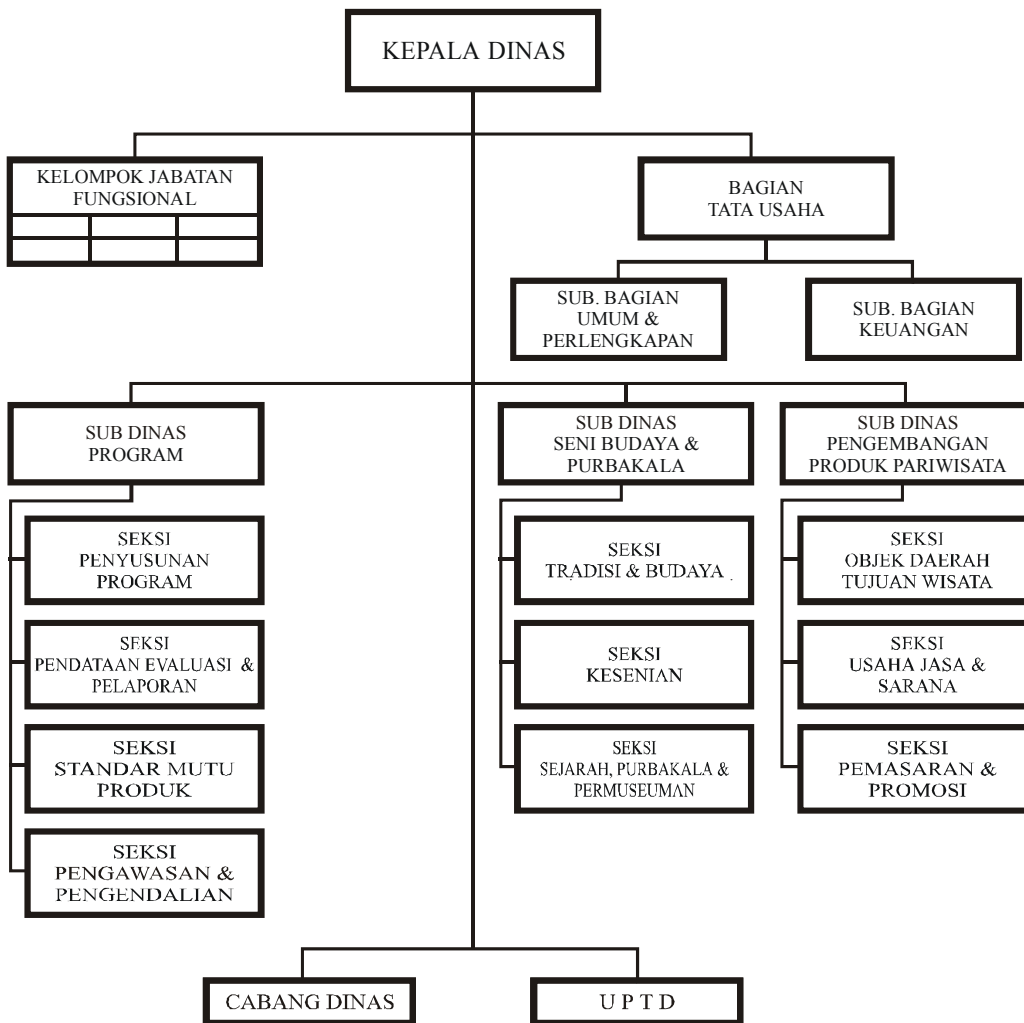 KEPALA DINAS
KELOMPOK JABATAN
FUNGSIONAL
BAGIAN
TATA USAHA
SUB. BAGIAN
UMUM &
PERLENGKAPAN
SUB. BAGIAN
KEUANGAN
SUB DINAS
PROGRAM
SEKSI
PENYUSUNAN
PROGRAM
SEKSI
PENDATAAN EVALUASI &
PELAPORAN
SEKSI
STANDAR MUTU
PRODUK
SEKSI
PENGAWASAN &
PENGENDALIAN
SUB DINAS
SENI BUDAYA &
PURBAKALA
SEKSI
TRADISI & BUDAYA .
SEKSI
KESENIAN
SEKSI
SEJARAH, PURBAKALA &
PERMUSEUMAN
SUB DINAS
PENGEMBANGAN
PRODUK PARIWISATA
SEKSI
OBJEK DAERAH
TUJUAN WISATA
SEKSI
USAHA JASA &
SARANA
SEKSI
PEMASARAN &
PROMOSI
CABANG DINAS
U P T D